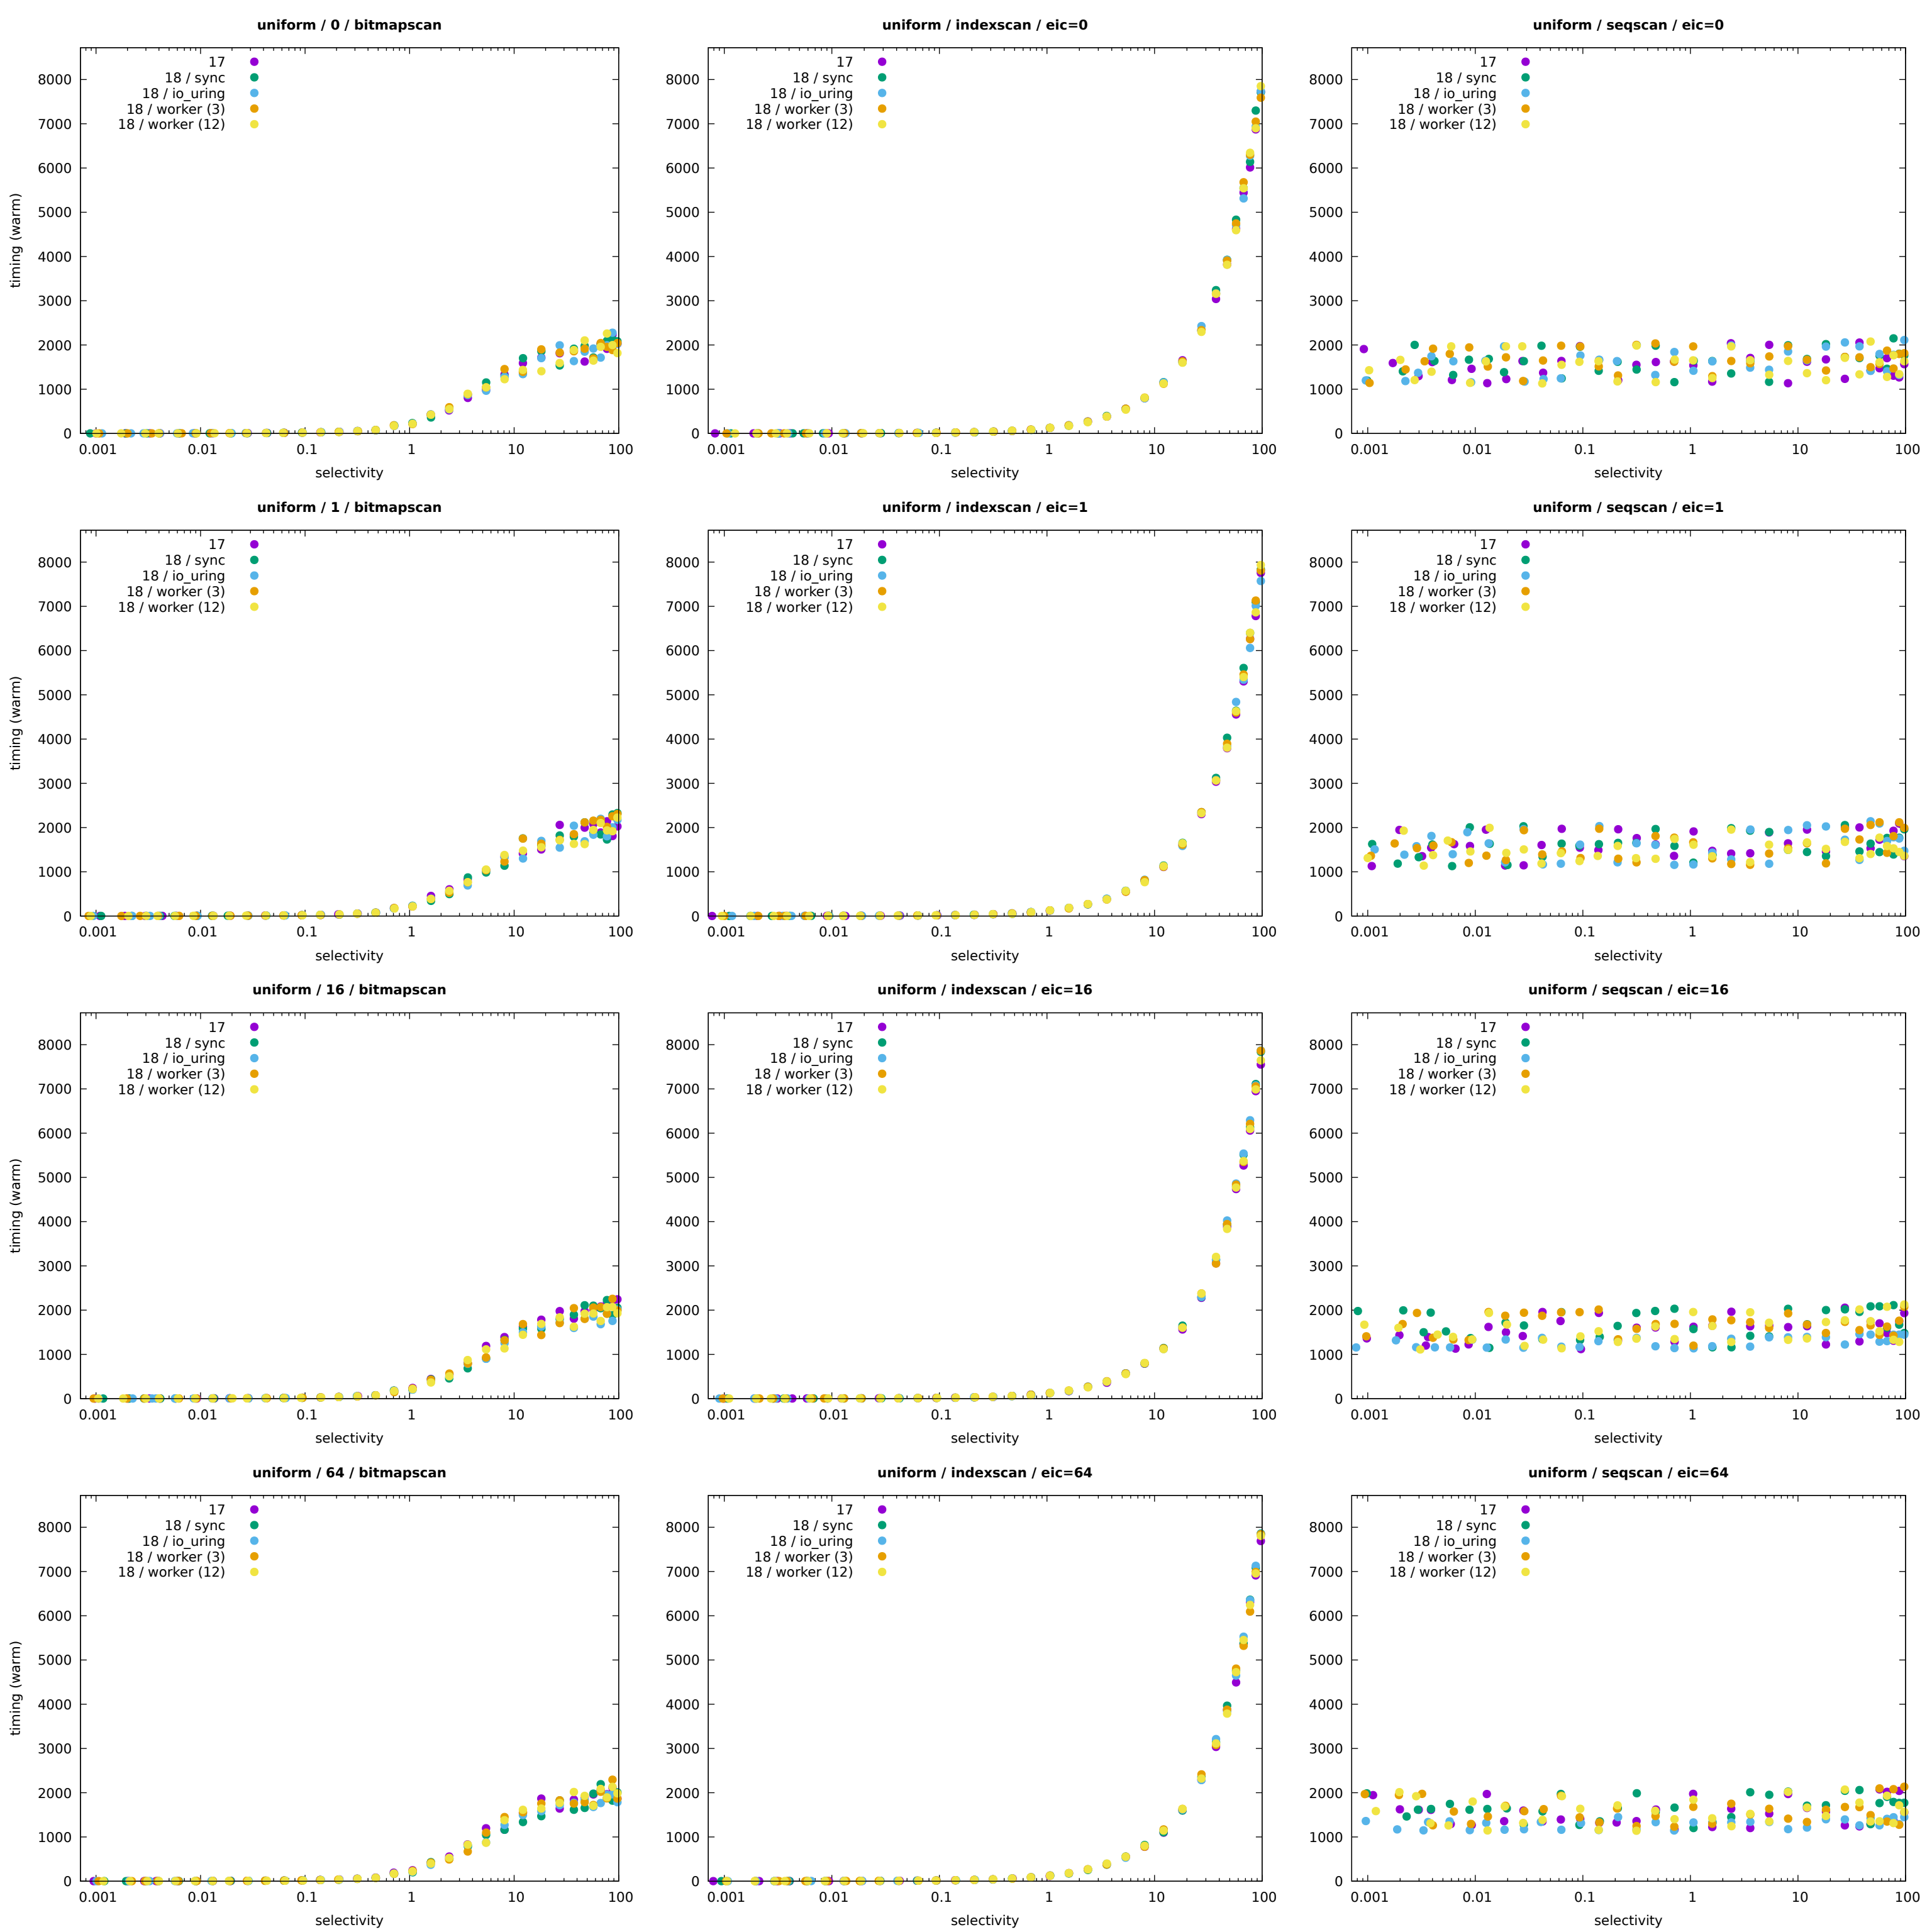 uniform / 0 / bitmapscan
timing (warm)
8000
7000
6000
5000
4000
3000
2000
1000
0
17
18 / sync
18 / io_uring
18 / worker (3)
18 / worker (12)
0.001 0.01 0.1 1 10 100
selectivity
uniform / indexscan / eic=0
8000
7000
6000
5000
4000
3000
2000
1000
0
17
18 / sync
18 / io_uring
18 / worker (3)
18 / worker (12)
0.001 0.01 0.1 1 10 100
selectivity
uniform / seqscan / eic=0
8000
7000
6000
5000
4000
3000
2000
1000
0
17
18 / sync
18 / io_uring
18 / worker (3)
18 / worker (12)
0.001 0.01 0.1 1 10 100
selectivity
uniform / 1 / bitmapscan
timing (warm)
8000
7000
6000
5000
4000
3000
2000
1000
0
17
18 / sync
18 / io_uring
18 / worker (3)
18 / worker (12)
0.001 0.01 0.1 1 10 100
selectivity
uniform / indexscan / eic=1
8000
7000
6000
5000
4000
3000
2000
1000
0
17
18 / sync
18 / io_uring
18 / worker (3)
18 / worker (12)
0.001 0.01 0.1 1 10 100
selectivity
uniform / seqscan / eic=1
8000
7000
6000
5000
4000
3000
2000
1000
0
17
18 / sync
18 / io_uring
18 / worker (3)
18 / worker (12)
0.001 0.01 0.1 1 10 100
selectivity
uniform / 16 / bitmapscan
timing (warm)
8000
7000
6000
5000
4000
3000
2000
1000
0
17
18 / sync
18 / io_uring
18 / worker (3)
18 / worker (12)
0.001 0.01 0.1 1 10 100
selectivity
uniform / indexscan / eic=16
8000
7000
6000
5000
4000
3000
2000
1000
0
17
18 / sync
18 / io_uring
18 / worker (3)
18 / worker (12)
0.001 0.01 0.1 1 10 100
selectivity
uniform / seqscan / eic=16
8000
7000
6000
5000
4000
3000
2000
1000
0
17
18 / sync
18 / io_uring
18 / worker (3)
18 / worker (12)
0.001 0.01 0.1 1 10 100
selectivity
uniform / 64 / bitmapscan
timing (warm)
8000
7000
6000
5000
4000
3000
2000
1000
0
17
18 / sync
18 / io_uring
18 / worker (3)
18 / worker (12)
0.001 0.01 0.1 1 10 100
selectivity
uniform / indexscan / eic=64
8000
7000
6000
5000
4000
3000
2000
1000
0
17
18 / sync
18 / io_uring
18 / worker (3)
18 / worker (12)
0.001 0.01 0.1 1 10 100
selectivity
uniform / seqscan / eic=64
8000
7000
6000
5000
4000
3000
2000
1000
0
17
18 / sync
18 / io_uring
18 / worker (3)
18 / worker (12)
0.001 0.01 0.1 1 10 100
selectivity